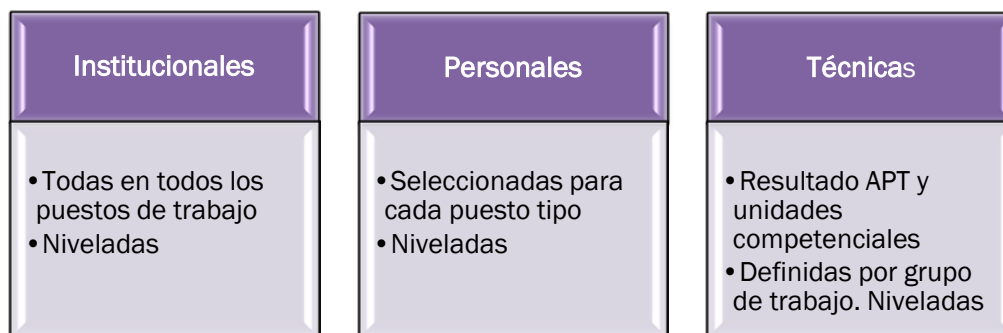 Institucionales
•Todas en todos los
puestos de trabajo
•Niveladas
Personales
•Seleccionadas para
cada puesto tipo
•Niveladas
Técnicas
•Resultado APT y
unidades
competenciales
•Definidas por grupo
de trabajo. Niveladas